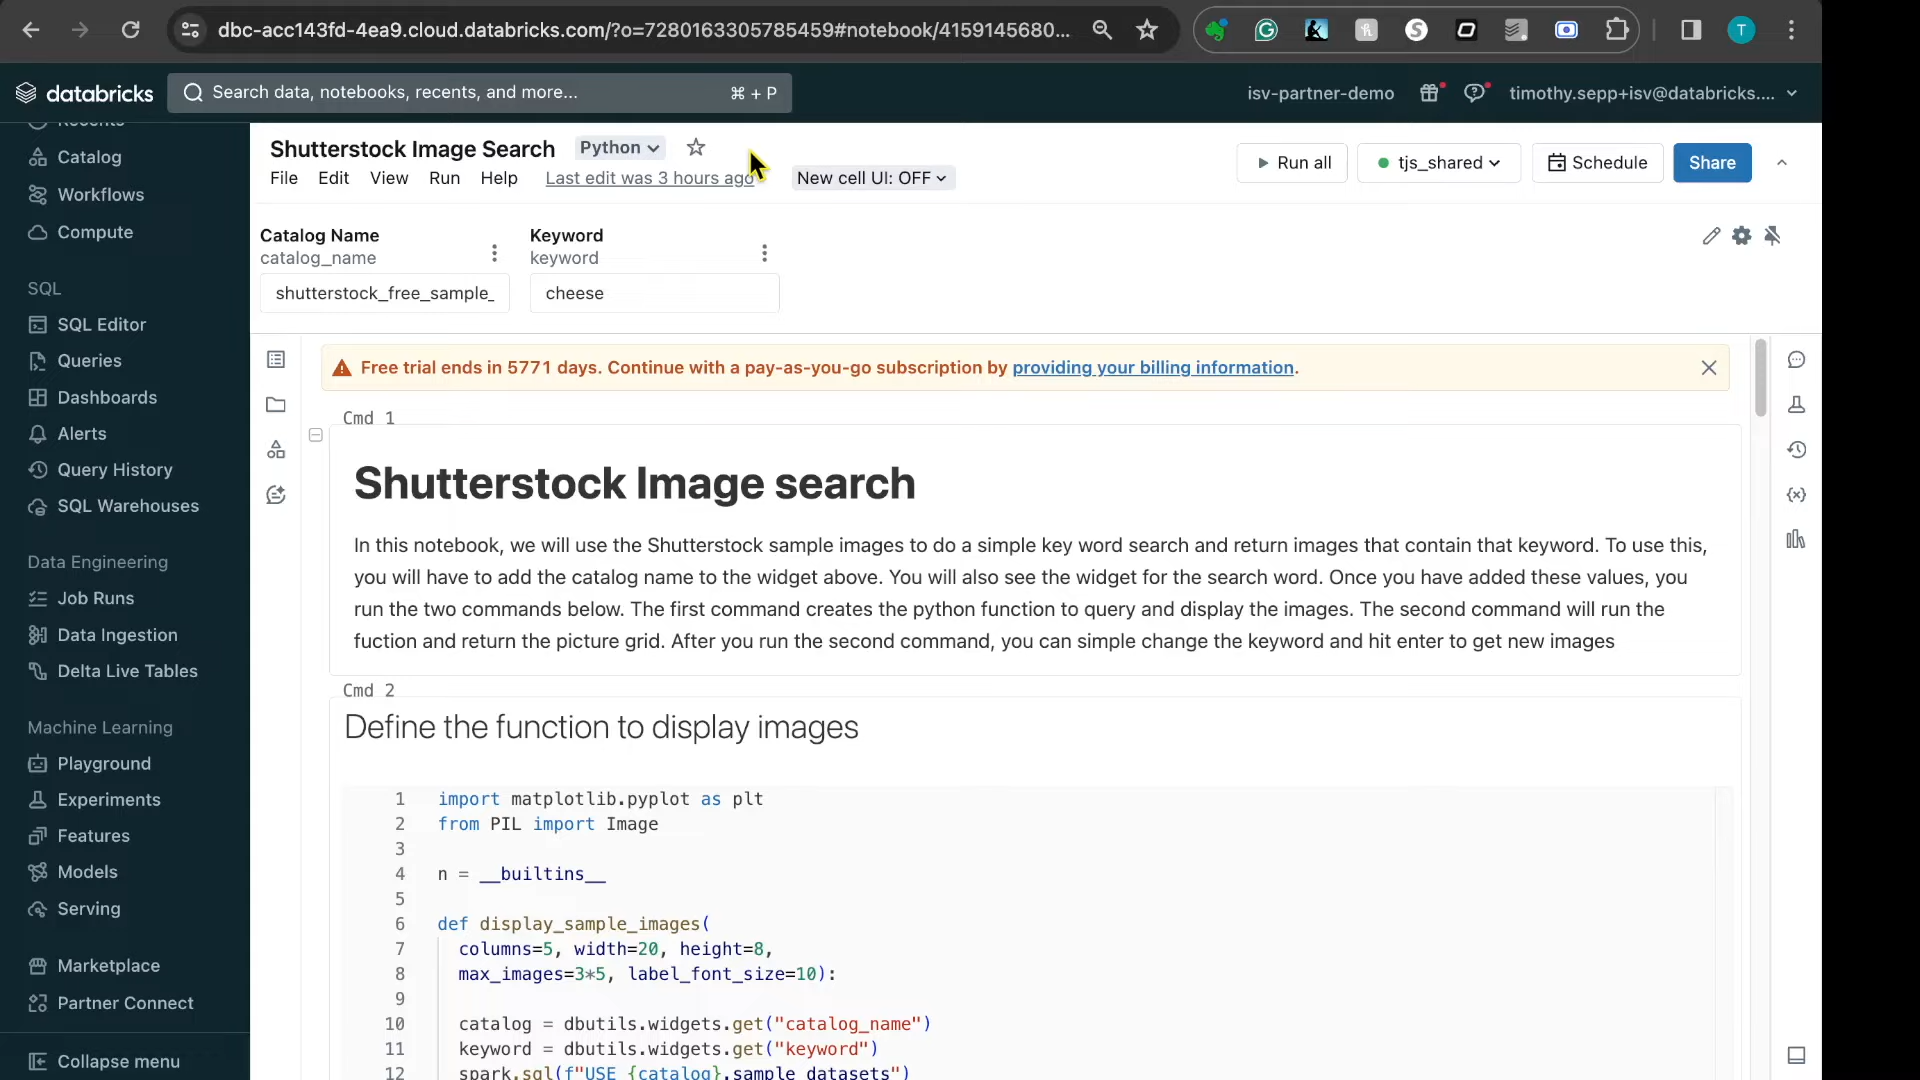 dbc-acc143fd-4ea9.cloud.databricks.com/?o=7280163305785459#notebook/4159145680...
T
databricks
Search data, notebooks, recents, and more...
⌘ + P
isv-partner-demo
timothy.sepp+isv@databricks....
Recents
Catalog
Workflows
Compute
SQL
SQL Editor
Queries
Dashboards
Alerts
Query History
SQL Warehouses
Data Engineering
Job Runs
Data Ingestion
Delta Live Tables
Machine Learning
Playground
Experiments
Features
Models
Serving
Marketplace
Partner Connect
Collapse menu
Shutterstock Image Search
Python
File Edit View Run Help Last edit was 3 hours ago New cell UI: OFF
Run all
tjs_shared
Schedule
Share
Catalog Name
catalog_name
shutterstock_free_sample_
Keyword
keyword
cheese
Free trial ends in 5771 days. Continue with a pay-as-you-go subscription by providing your billing information.
Cmd 1
Shutterstock Image search
In this notebook, we will use the Shutterstock sample images to do a simple key word search and return images that contain that keyword. To use this,
you will have to add the catalog name to the widget above. You will also see the widget for the search word. Once you have added these values, you
run the two commands below. The first command creates the python function to query and display the images. The second command will run the
fuction and return the picture grid. After you run the second command, you can simple change the keyword and hit enter to get new images
Cmd 2
Define the function to display images
1 import matplotlib.pyplot as plt
2 from PIL import Image
3
4 n = __builtins__
5
6 def display_sample_images(
7 columns=5, width=20, height=8,
8 max_images=3*5, label_font_size=10):
9
10 catalog = dbutils.widgets.get("catalog_name")
11 keyword = dbutils.widgets.get("keyword")
12 spark.sql(f"USE {catalog}.sample_datasets")